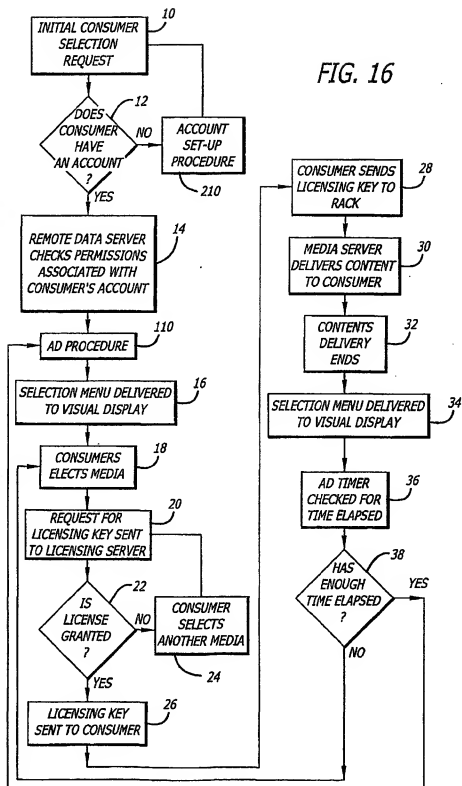 FIG. 16
10
INITIAL CONSUMER
SELECTION
REQUEST
12
DOES
CONSUMER
HAVE
AN ACCOUNT
?
NO
YES
ACCOUNT
SET-UP
PROCEDURE
210
14
REMOTE DATA SERVER
CHECKS PERMISSIONS
ASSOCIATED WITH
CONSUMER'S ACCOUNT
110
AD PROCEDURE
16
SELECTION MENU DELIVERED
TO VISUAL DISPLAY
18
CONSUMERS
ELECTS MEDIA
20
REQUEST FOR
LICENSING KEY SENT
TO LICENSING SERVER
22
IS
LICENSE
GRANTED
?
NO
YES
CONSUMER
SELECTS
ANOTHER MEDIA
24
26
LICENSING KEY
SENT TO CONSUMER
28
CONSUMER SENDS
LICENSING KEY TO
RACK
30
MEDIA SERVER
DELIVERS CONTENT
TO CONSUMER
32
CONTENTS
DELIVERY
ENDS
34
SELECTION MENU DELIVERED
TO VISUAL DISPLAY
36
AD TIMER
CHECKED FOR
TIME ELAPSED
38
HAS
ENOUGH
TIME ELAPSED
?
YES
NO